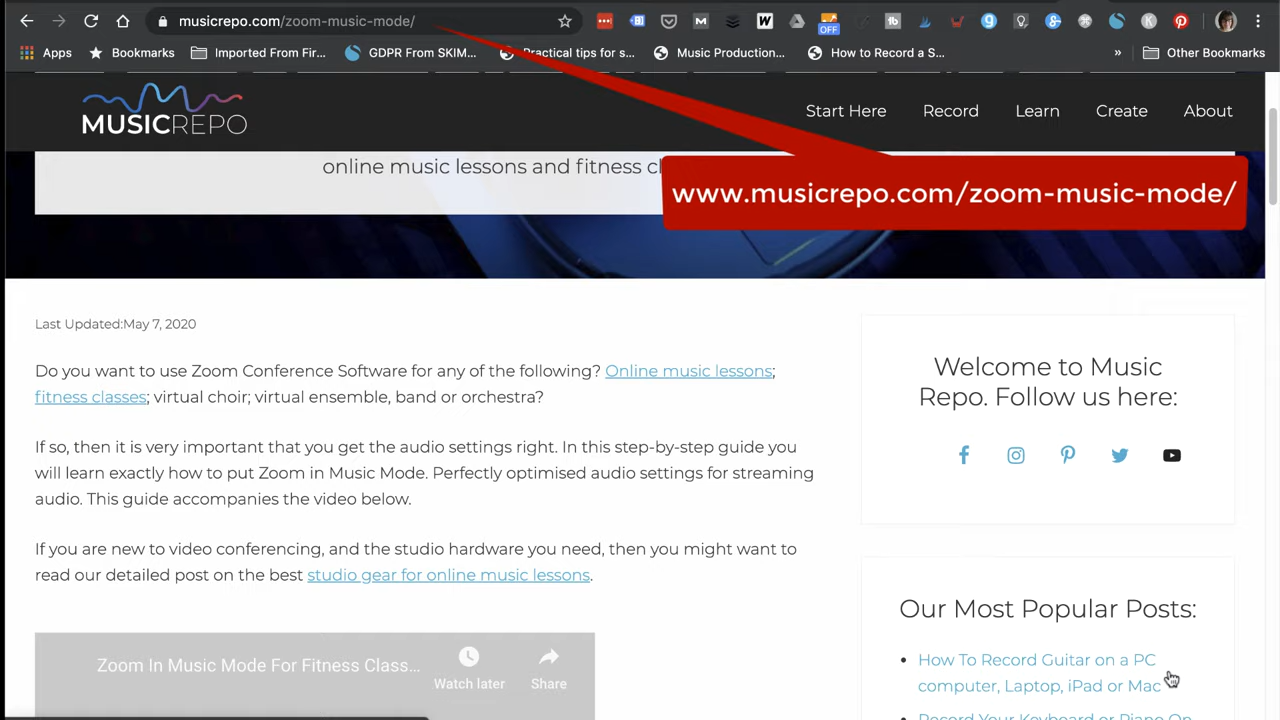 musicrepo.com/zoom-music-mode/
OFF
Apps
Bookmarks
Imported From Fir...
GDPR From SKIM...
Practical tips for s...
Music Production...
How to Record a S...
»
Other Bookmarks
MUSICREPO
Start Here
Record
Learn
Create
About
online music lessons and fitness
www.musicrepo.com/zoom-music-mode/
Last Updated:May 7, 2020
Do you want to use Zoom Conference Software for any of the following? Online music lessons;
fitness classes; virtual choir; virtual ensemble, band or orchestra?
If so, then it is very important that you get the audio settings right. In this step-by-step guide you
will learn exactly how to put Zoom in Music Mode. Perfectly optimised audio settings for streaming
audio. This guide accompanies the video below.
If you are new to video conferencing, and the studio hardware you need, then you might want to
read our detailed post on the best studio gear for online music lessons.
Zoom In Music Mode For Fitness Class...
Watch later
Share
Welcome to Music
Repo. Follow us here:
Our Most Popular Posts:
How To Record Guitar on a PC
computer, Laptop, iPad or Mac
Record Your Keyboard or Piano On